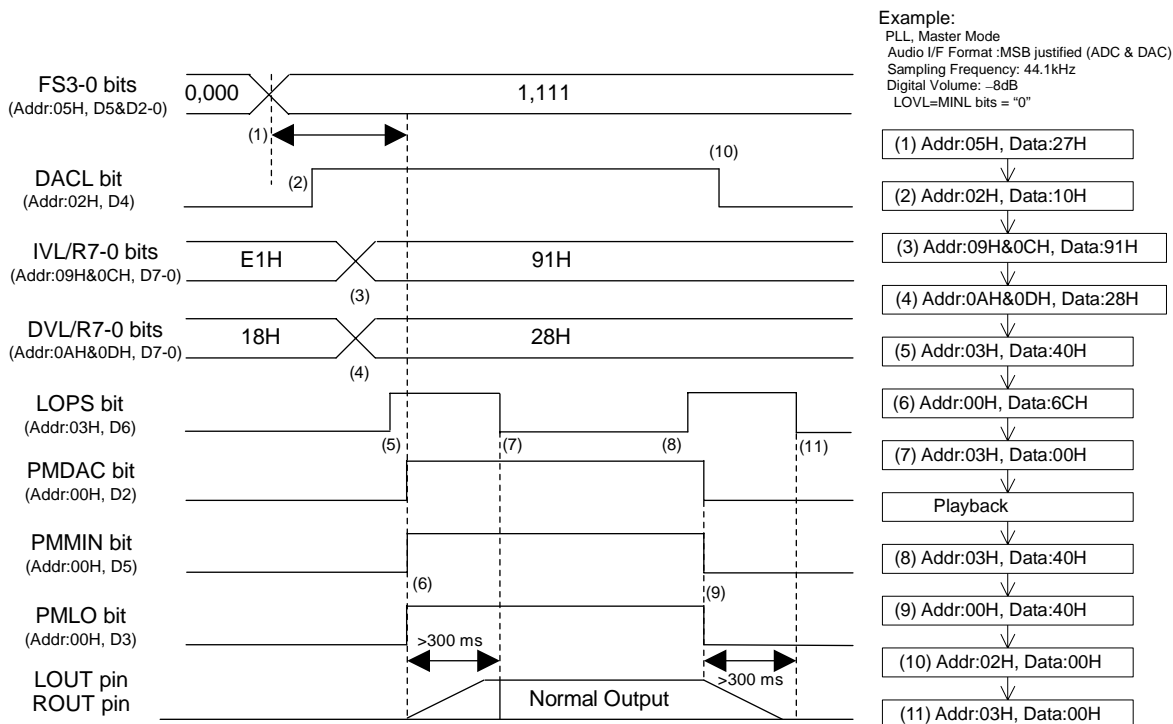 Example:
PLL, Master Mode
Audio I/F Format :MSB justified (ADC & DAC)
Sampling Frequency: 44.1kHz
Digital Volume: −8dB
LOVL=MINL bits = “0”
FS3-0 bits
(Addr:05H, D5&D2-0)
0,000
1,111
(1)
(10)
DACL bit
(Addr:02H, D4)
(2)
IVL/R7-0 bits
(Addr:09H&0CH, D7-0)
E1H
91H
(3)
DVL/R7-0 bits
(Addr:0AH&0DH, D7-0)
18H
28H
(4)
LOPS bit
(Addr:03H, D6)
(5)
(7)
(8)
(11)
PMDAC bit
(Addr:00H, D2)
PMMIN bit
(Addr:00H, D5)
(6)
(9)
PMLO bit
(Addr:00H, D3)
>300 ms
>300 ms
LOUT pin
ROUT pin
Normal Output
(1) Addr:05H, Data:27H
(2) Addr:02H, Data:10H
(3) Addr:09H&0CH, Data:91H
(4) Addr:0AH&0DH, Data:28H
(5) Addr:03H, Data:40H
(6) Addr:00H, Data:6CH
(7) Addr:03H, Data:00H
Playback
(8) Addr:03H, Data:40H
(9) Addr:00H, Data:40H
(10) Addr:02H, Data:00H
(11) Addr:03H, Data:00H